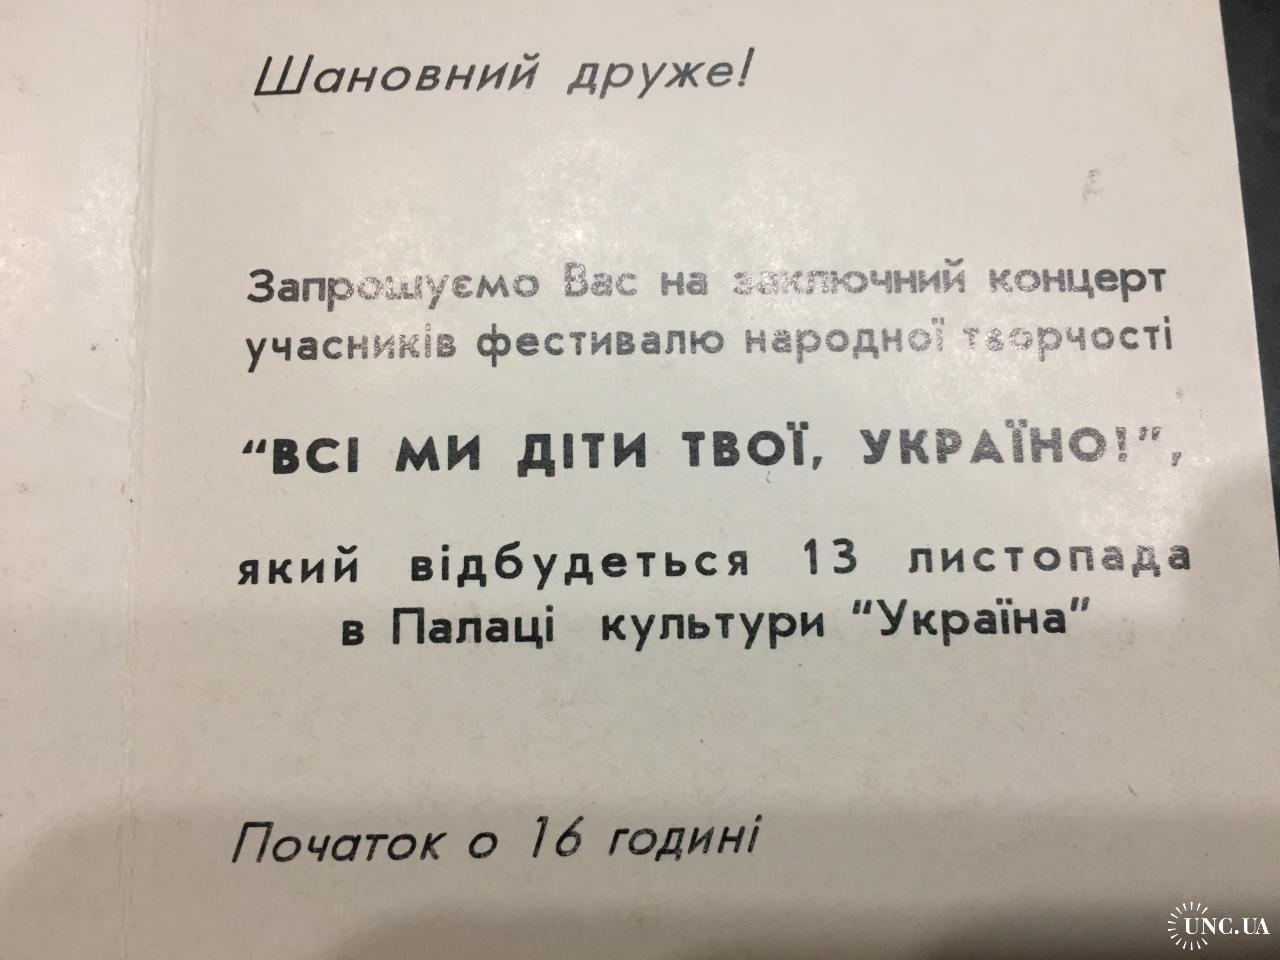 Шановний друже!
Запрошуємо Вас на заключний концерт
учасників фестивалю народної творчості
“ВСІ МИ ДІТИ ТВОЇ, УКРАЇНО!”,
який відбудеться 13 листопада
в Палаці культури "Україна"
Початок о 16 годині
UNC.UA